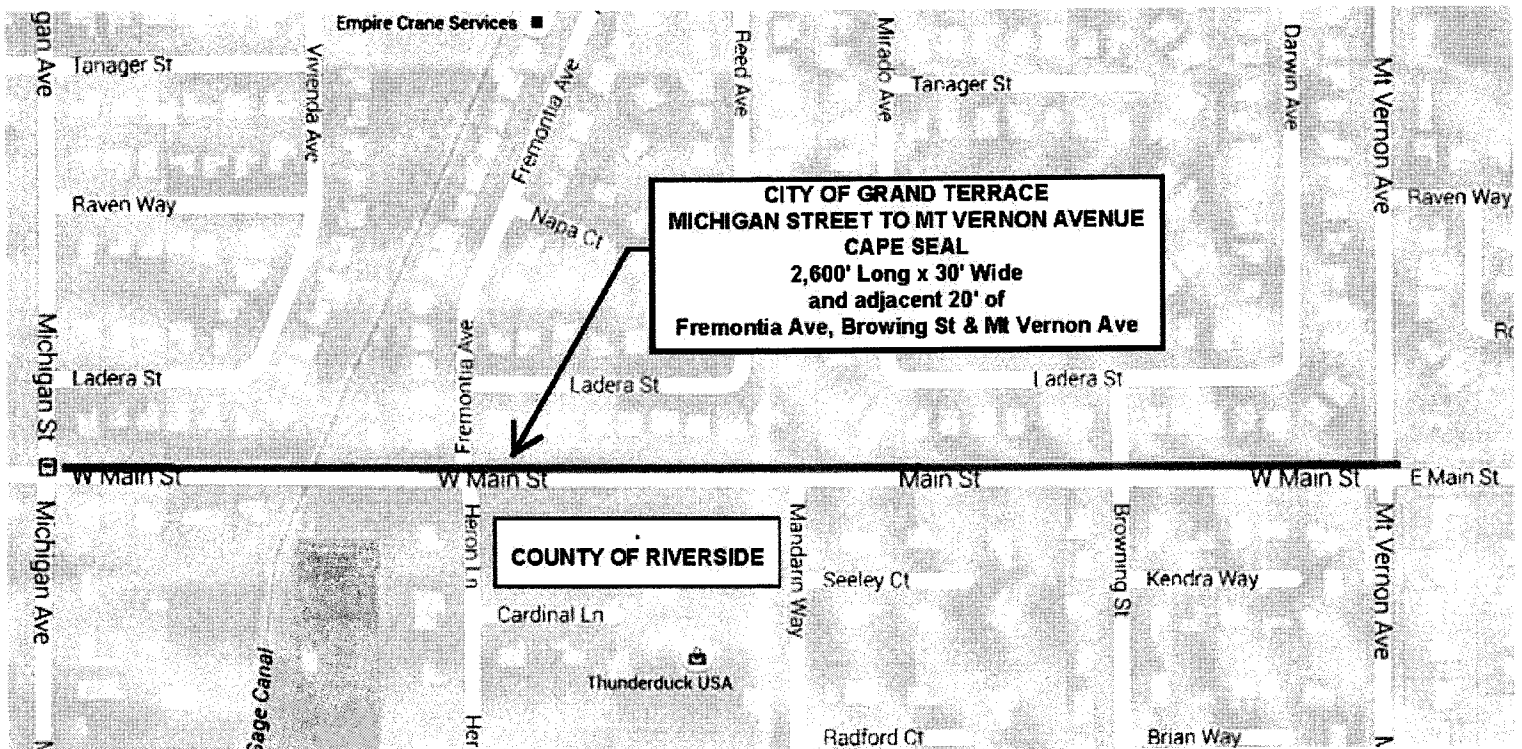 Empire Crane Services
gan Ave
Tanager St
Vivienda Ave
Fremontia Ave
Reed Ave
Mirado Ave
Tanager St
Darwin Ave
Mt Vernon Ave
Raven Way
Napa Ct
Raven Way
CITY OF GRAND TERRACE
MICHIGAN STREET TO MT VERNON AVENUE
CAPE SEAL
2,600' Long x 30' Wide
and adjacent 20' of
Fremontia Ave, Browing St & Mt Vernon Ave
Michigan St
Ladera St
Fremontia Ave
Ladera St
Ladera St
Ro
W Main St
W Main St
Main St
W Main St
E Main St
Michigan Ave
Heron Ln
COUNTY OF RIVERSIDE
Mandarin Way
Seeley Ct
Browning St
Kendra Way
Mt Vernon Ave
Cardinal Ln
Thunderduck USA
Gage Canal
Her
Radford Ct
Brian Way